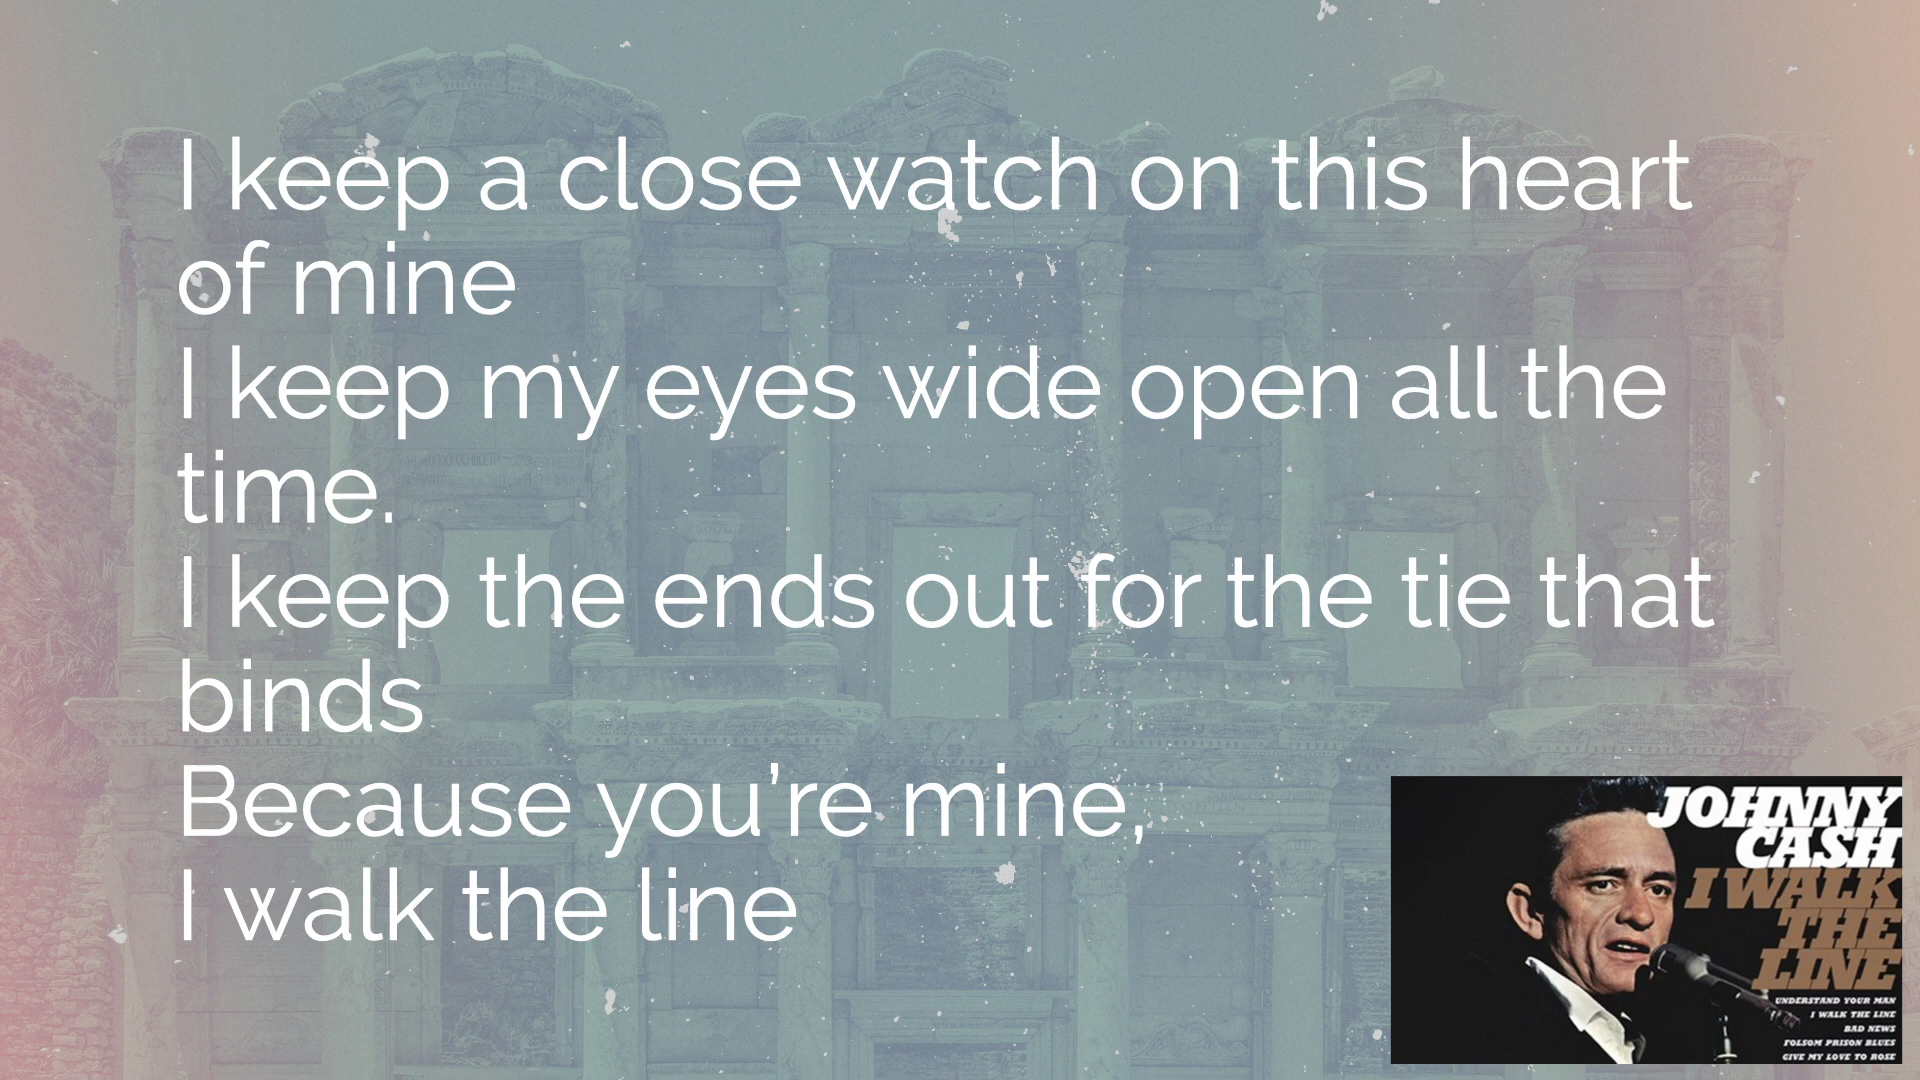 I keep a close watch on this heart
of mine
I keep my eyes wide open all the
time.
I keep the ends out for the tie that
binds
Because you’re mine,
I walk the line
JOHNNY
CASH
I WALK
THE
LINE
UNDERSTAND YOUR MAN
I WALK THE LINE
BAD NEWS
FOLSOM PRISON BLUES
GIVE MY LOVE TO ROSE